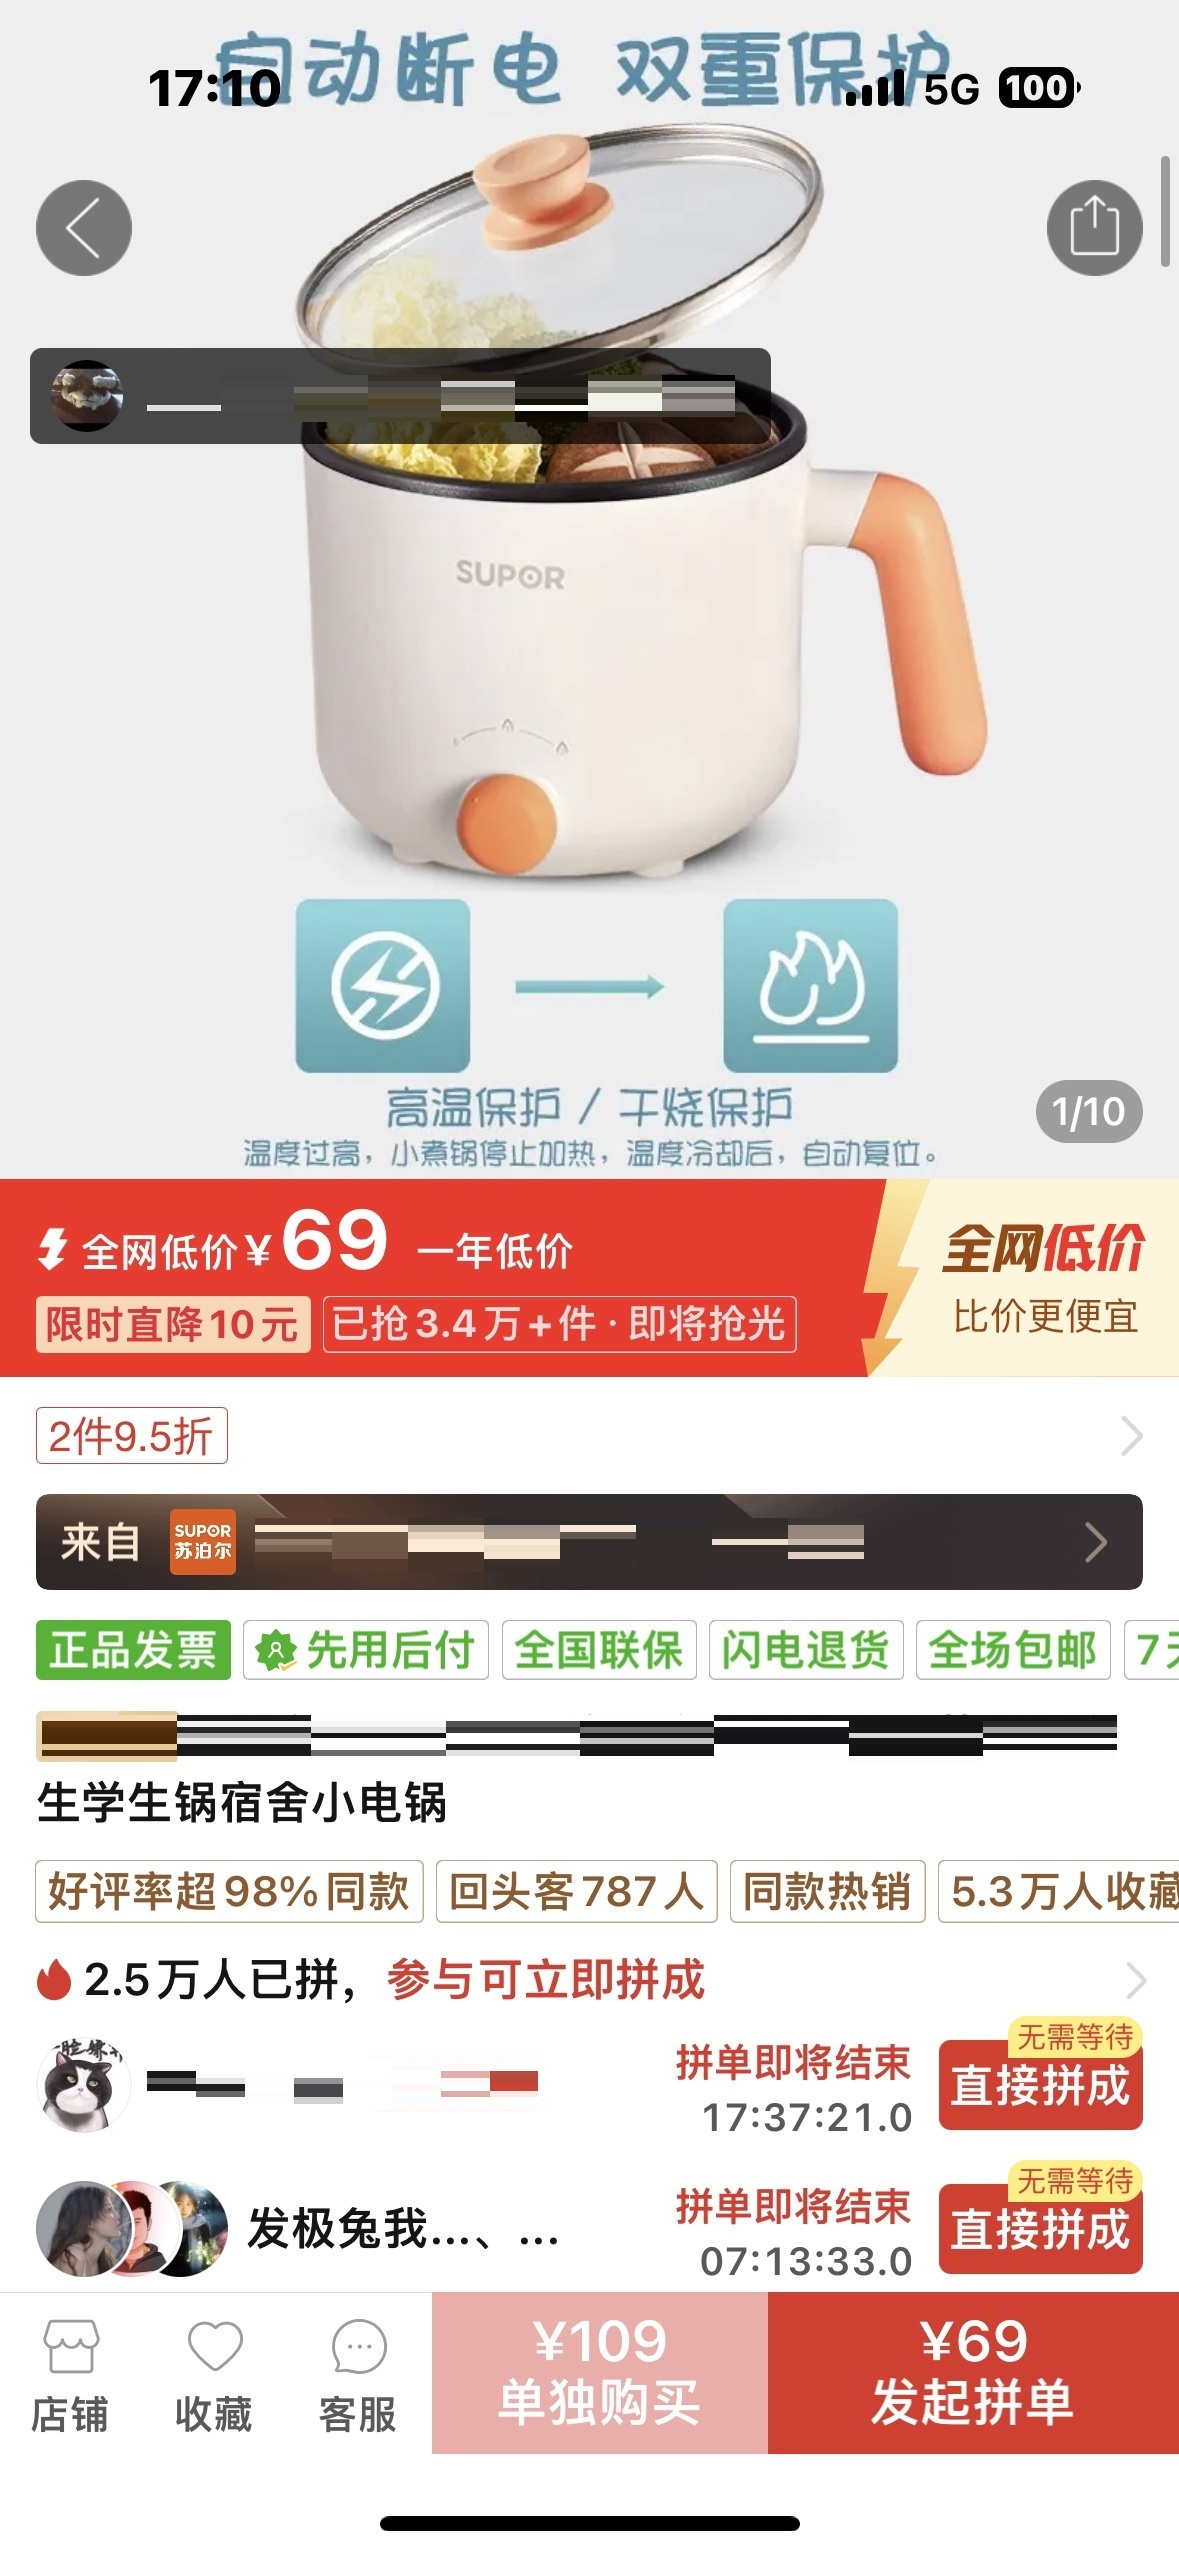 自动断电 双重保护
17:10
5G
100
SUPOR
高温保护 / 干烧保护
温度过高，小煮锅停止加热，温度冷却后，自动复位。
1/10
全网低价¥69 一年低价
全网低价
限时直降10元
已抢3.4万+件·即将抢光
比价更便宜
2件9.5折
来自
SUPOR
苏泊尔
正品发票
先用后付
全国联保
闪电退货
全场包邮
7天
生学生锅宿舍小电锅
好评率超98%同款
回头客787人
同款热销
5.3万人收藏
2.5万人已拼，参与可立即拼成
无需等待
拼单即将结束
直接拼成
17:37:21.0
无需等待
发极兔我...、...
拼单即将结束
直接拼成
07:13:33.0
店铺
收藏
客服
¥109
单独购买
¥69
发起拼单